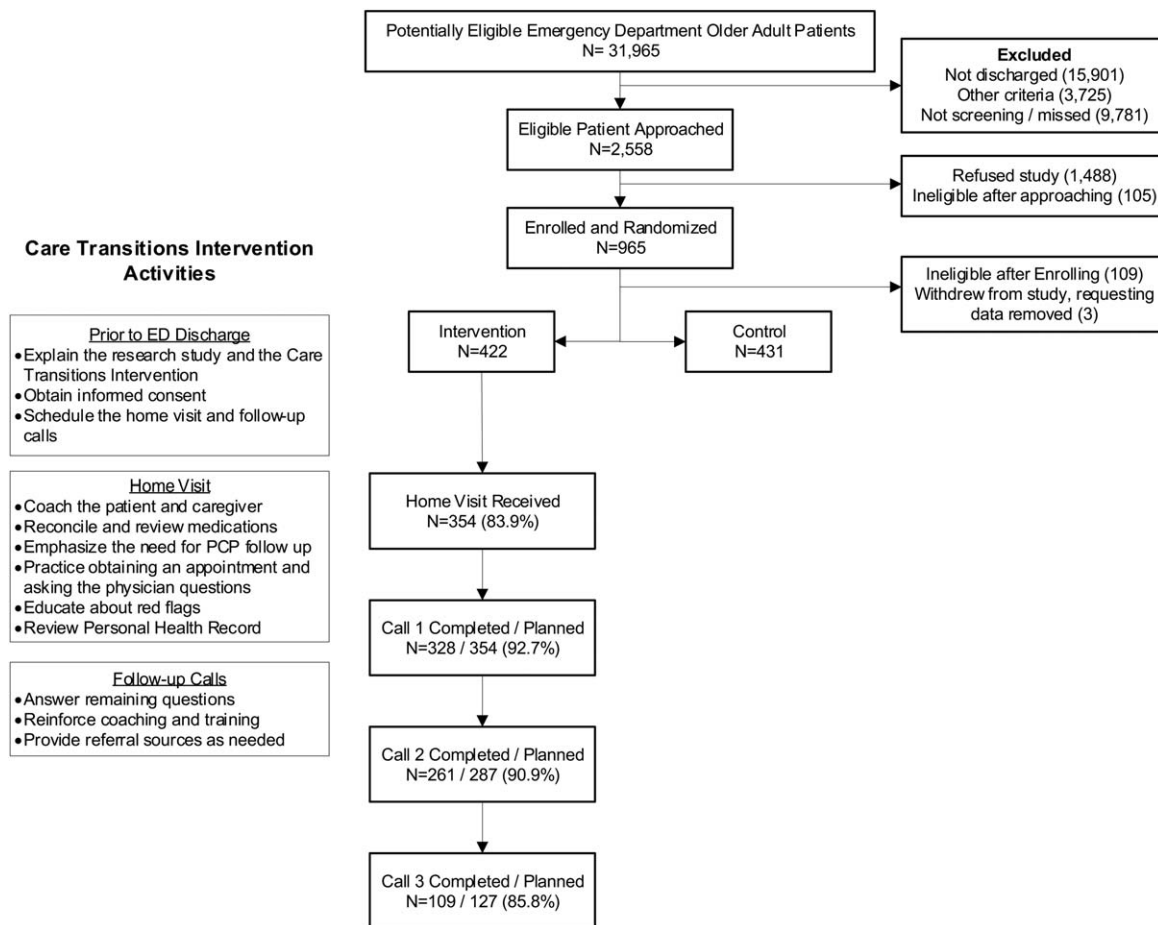 Potentially Eligible Emergency Department Older Adult Patients
N= 31,965
Excluded
Not discharged (15,901)
Other criteria (3,725)
Not screening / missed (9,781)
Eligible Patient Approached
N=2,558
Refused study (1,488)
Ineligible after approaching (105)
Enrolled and Randomized
N=965
Ineligible after Enrolling (109)
Withdrew from study, requesting
data removed (3)
Intervention
N=422
Control
N=431
Home Visit Received
N=354 (83.9%)
Call 1 Completed / Planned
N=328 / 354 (92.7%)
Call 2 Completed / Planned
N=261 / 287 (90.9%)
Call 3 Completed / Planned
N=109 / 127 (85.8%)
Care Transitions Intervention
Activities
Prior to ED Discharge
•Explain the research study and the Care
Transitions Intervention
•Obtain informed consent
•Schedule the home visit and follow-up
calls
Home Visit
•Coach the patient and caregiver
•Reconcile and review medications
•Emphasize the need for PCP follow up
•Practice obtaining an appointment and
asking the physician questions
•Educate about red flags
•Review Personal Health Record
Follow-up Calls
•Answer remaining questions
•Reinforce coaching and training
•Provide referral sources as needed